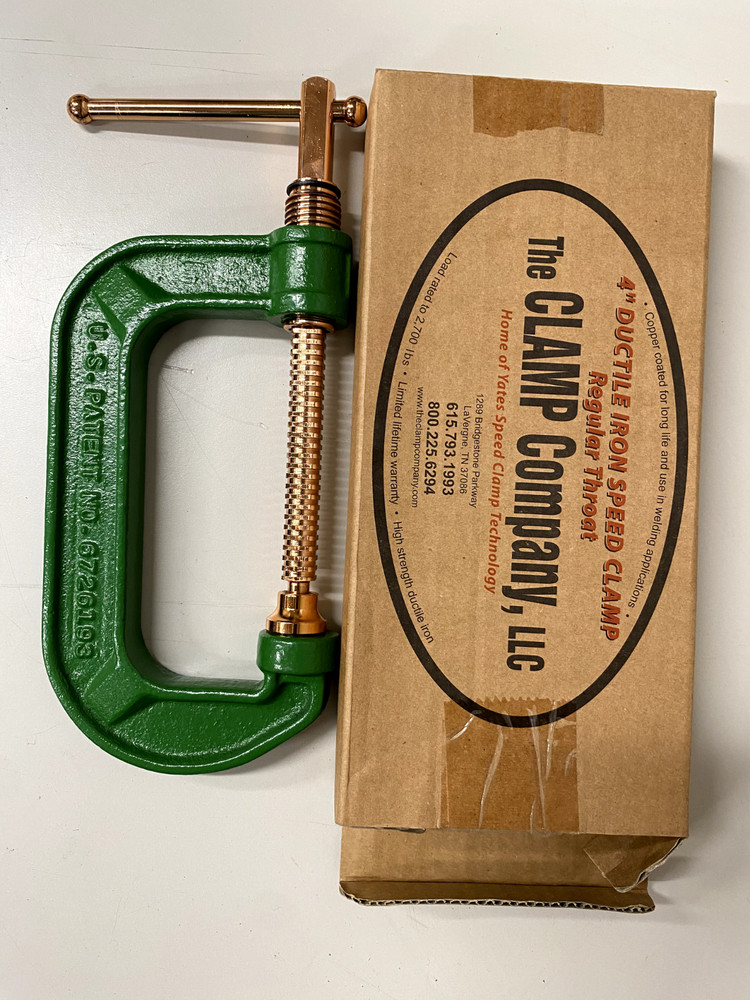 U.S. PATENT NO. 6726193
• Copper coated for long life and use in welding applications •
4" DUCTILE IRON SPEED CLAMP
Regular Throat
The CLAMP Company, LLC
Home of Yates Speed Clamp Technology
1289 Bridgestone Parkway
LaVergne, TN 37086
615.793.1993
800.225.6294
www.theclampcompany.com
Load rated to 2,700 lbs • Limited lifetime warranty • High strength ductile iron